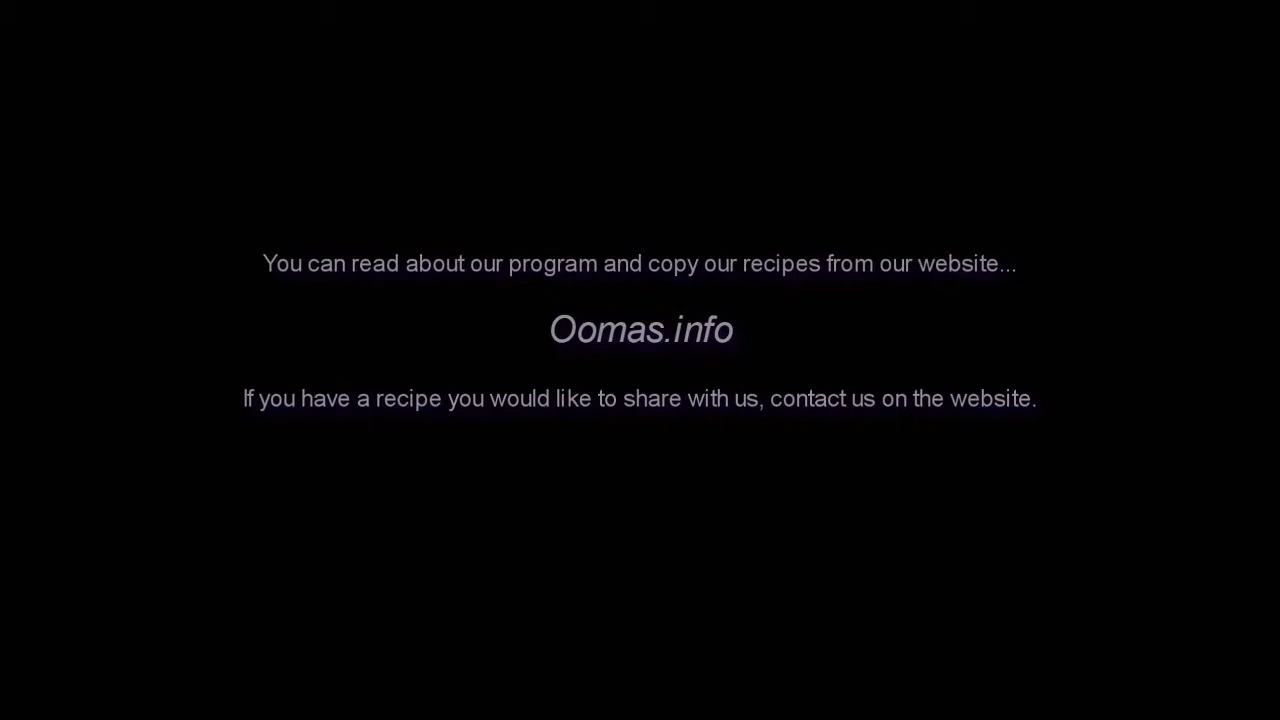 You can read about our program and copy our recipes from our website...
Oomas.info
If you have a recipe you would like to share with us, contact us on the website.